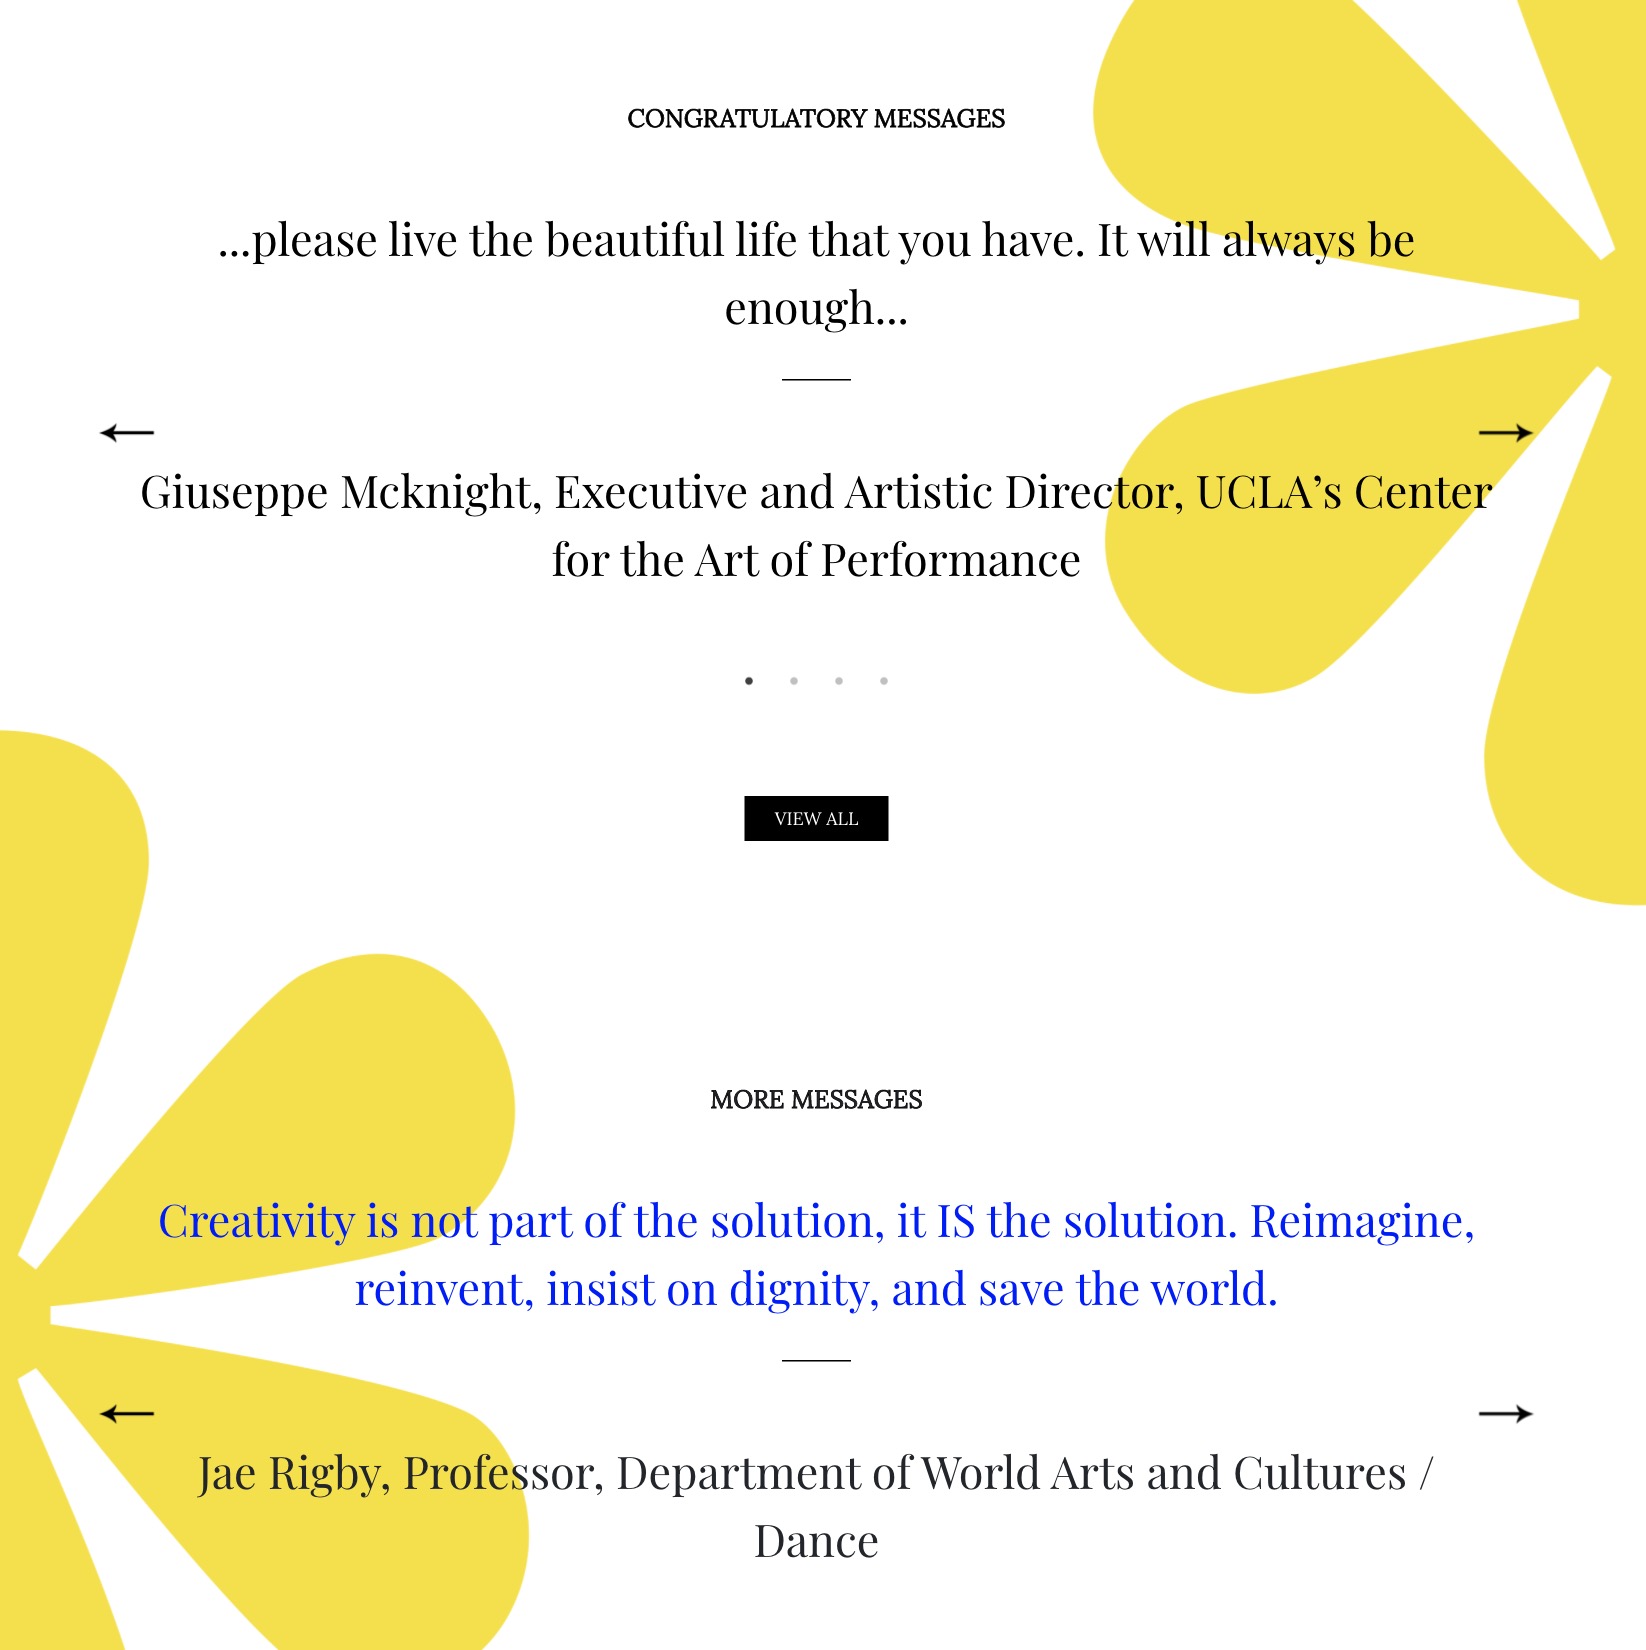 CONGRATULATORY MESSAGES
...please live the beautiful life that you have. It will always be
enough...
Giuseppe Mcknight, Executive and Artistic Director, UCLA’s Center
for the Art of Performance
VIEW ALL
MORE MESSAGES
Creativity is not part of the solution, it IS the solution. Reimagine,
reinvent, insist on dignity, and save the world.
Jae Rigby, Professor, Department of World Arts and Cultures /
Dance